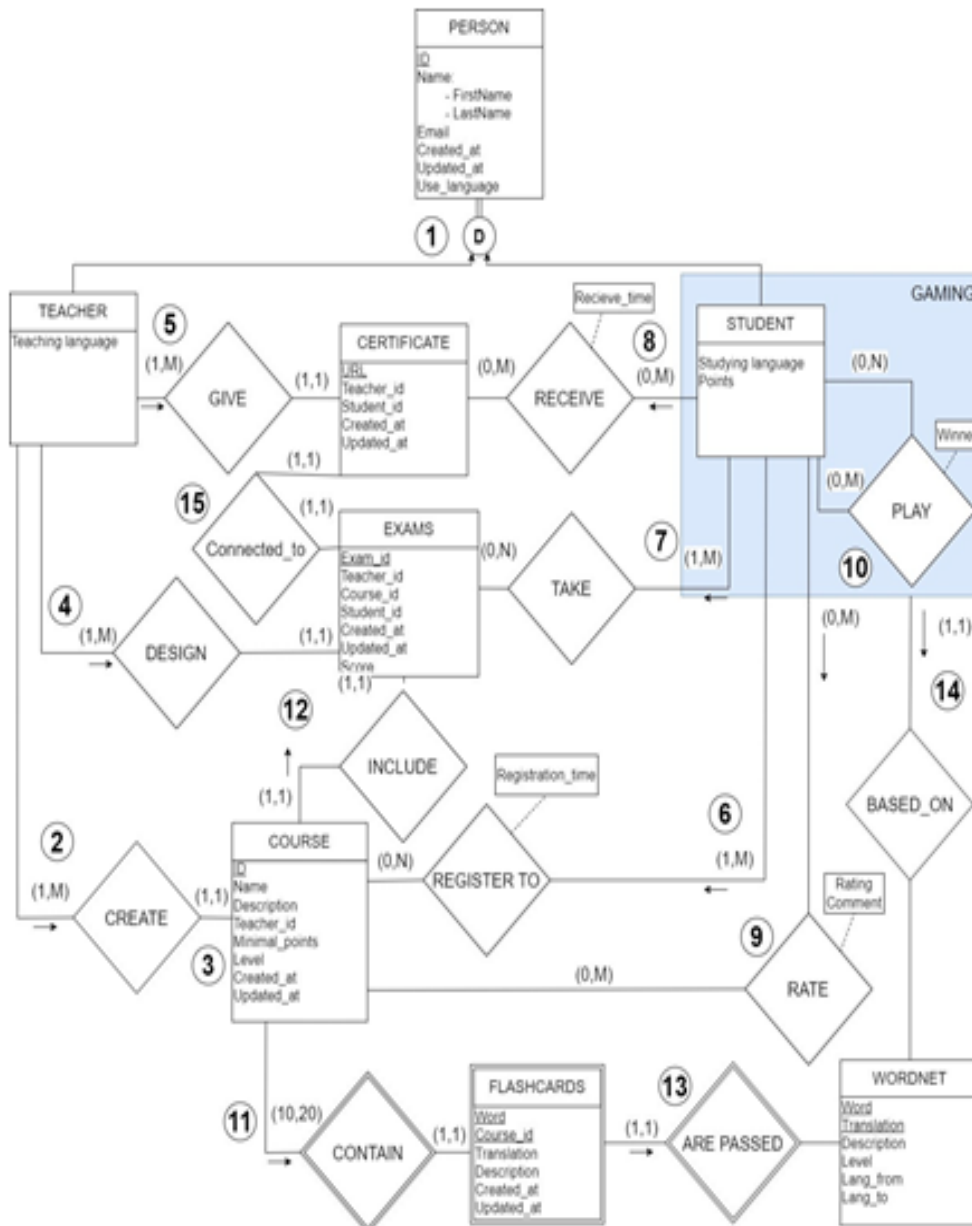 PERSON
ID
Name:
- FirstName
- LastName
Email
Created_at
Updated_at
Use_language
1
D
TEACHER
Teaching language
5
(1,M)
GIVE
(1,1)
CERTIFICATE
URL
Teacher_id
Student_id
Created_at
Updated_at
(0,M)
Recieve_time
RECEIVE
8
(0,M)
GAMING
STUDENT
Studying language
Points
(0,N)
Winne
(0,M)
PLAY
10
15
(1,1)
(1,1)
Connected_to
EXAMS
Exam_id
Teacher_id
Course_id
Student_id
Created_at
Updated_at
Score
(0,N)
TAKE
7
(1,M)
4
(1,M)
DESIGN
(1,1)
(1,1)
12
INCLUDE
(1,1)
(0,M)
(1,1)
14
BASED_ON
Registration_time
2
(1,M)
CREATE
(1,1)
3
COURSE
ID
Name
Description
Teacher_id
Minimal_points
Level
Created_at
Updated_at
(0,N)
REGISTER TO
6
(1,M)
Rating
Comment
9
(0,M)
RATE
11
(10,20)
CONTAIN
(1,1)
FLASHCARDS
Word
Course_id
Translation
Description
Created_at
Updated_at
13
(1,1)
ARE PASSED
WORDNET
Word
Translation
Description
Level
Lang_from
Lang_to